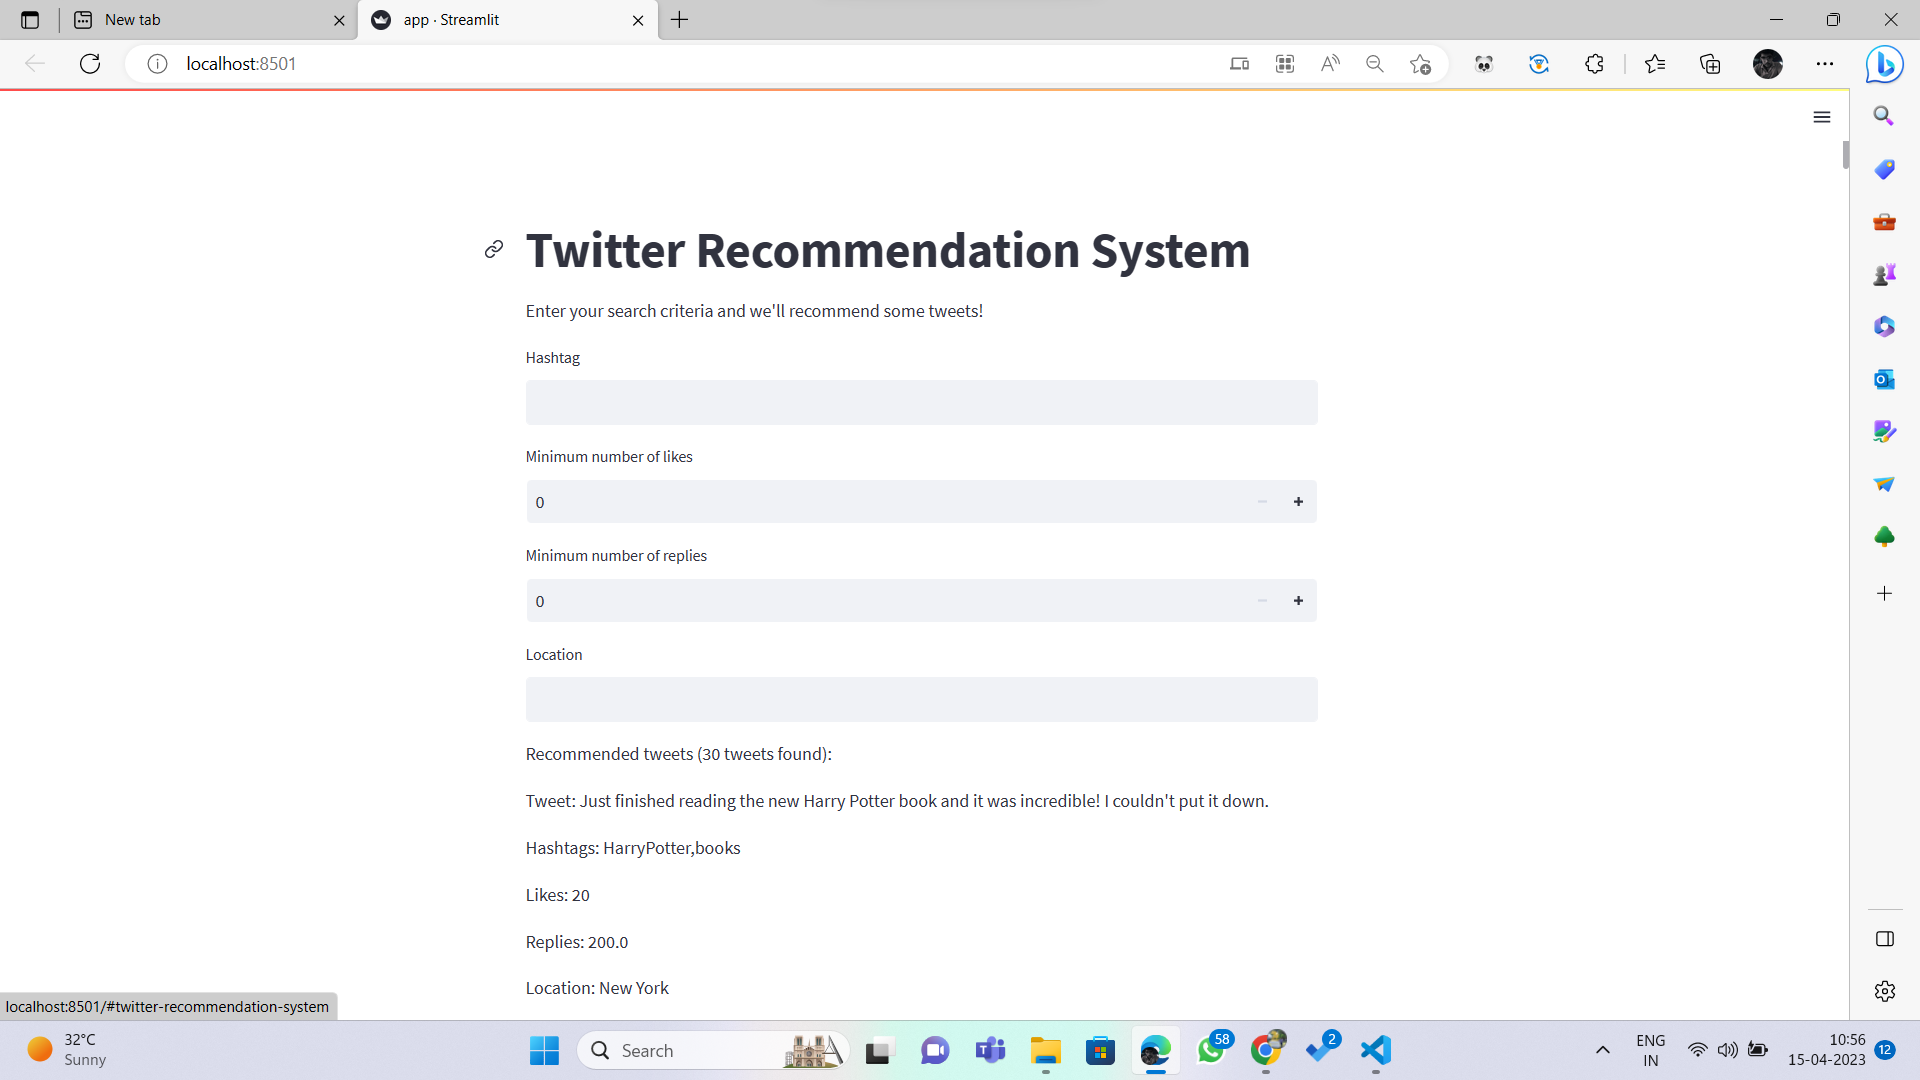 New tab
app · Streamlit
localhost:8501
Twitter Recommendation System
Enter your search criteria and we'll recommend some tweets!
Hashtag
Minimum number of likes
0
Minimum number of replies
0
Location
Recommended tweets (30 tweets found):
Tweet: Just finished reading the new Harry Potter book and it was incredible! I couldn't put it down.
Hashtags: HarryPotter,books
Likes: 20
Replies: 200.0
Location: New York
localhost:8501/#twitter-recommendation-system
32°C
Sunny
Search
58
2
ENG
IN
10:56
15-04-2023
12